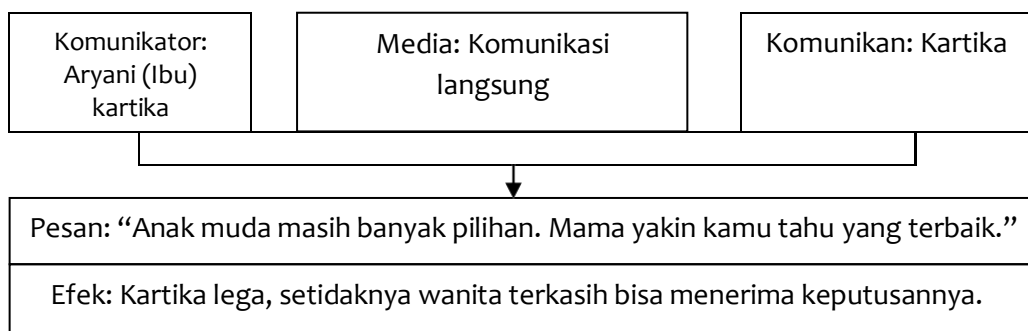 Komunikator:
Aryani (Ibu)
kartika
Media: Komunikasi
langsung
Komunikan: Kartika
Pesan: “Anak muda masih banyak pilihan. Mama yakin kamu tahu yang terbaik.”
Efek: Kartika lega, setidaknya wanita terkasih bisa menerima keputusannya.